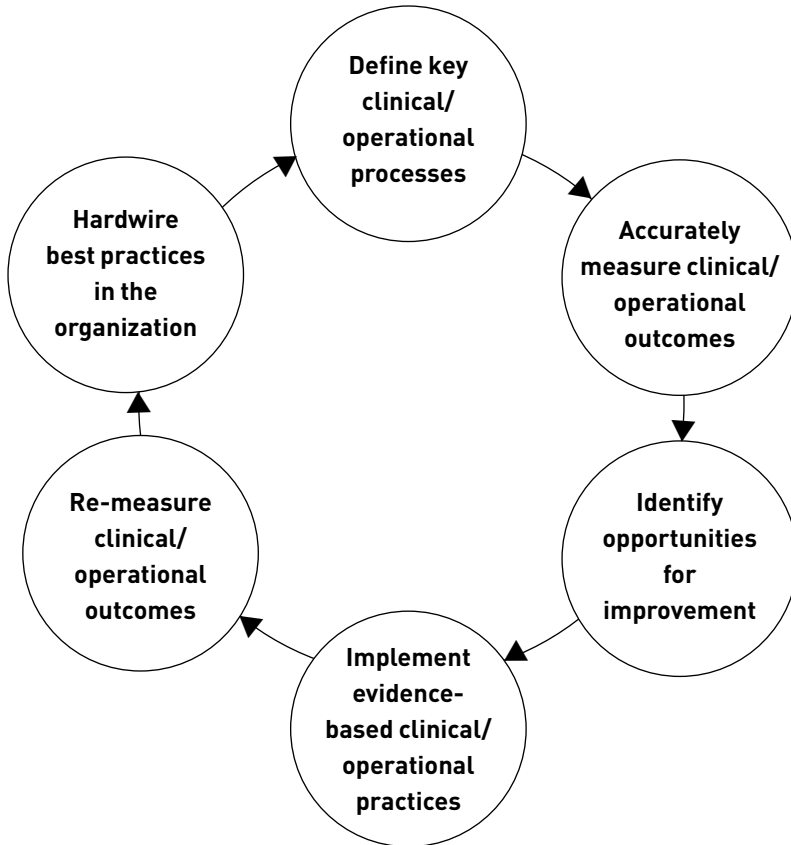 Define key
clinical/
operational
processes
Accurately
measure clinical/
operational
outcomes
Identify
opportunities
for
improvement
Implement
evidence-
based clinical/
operational
practices
Re-measure
clinical/
operational
outcomes
Hardwire
best practices
in the
organization